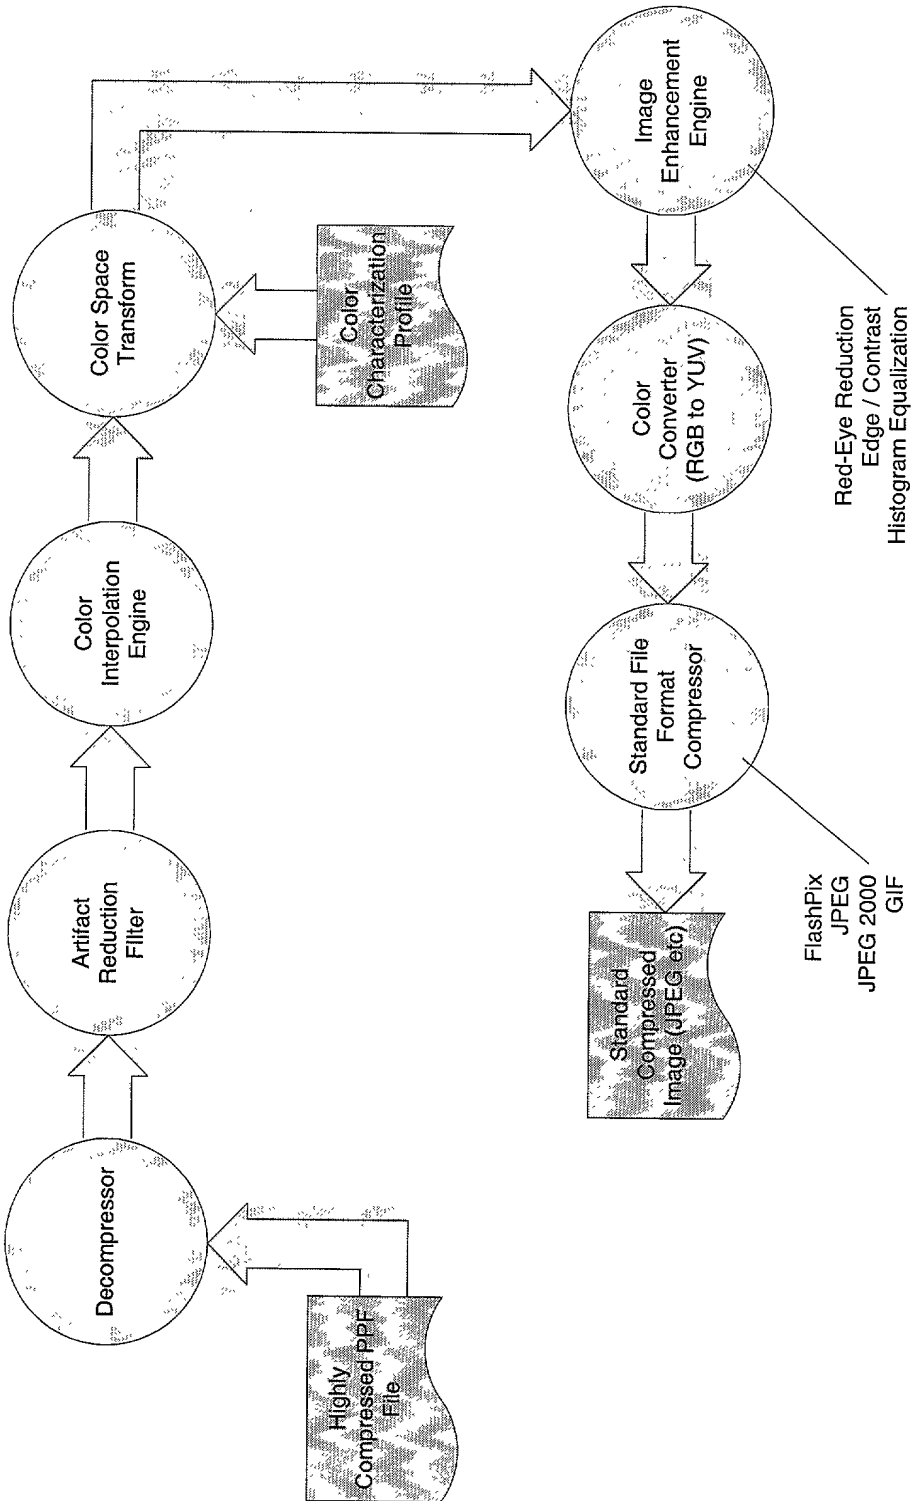 Highly
Compressed PPF
File
Decompressor
Artifact
Reduction
FIlter
Color
Interpolation
Engine
Color Space
Transform
Color
Characterization
Profile
Image
Enhancement
Engine
Red-Eye Reduction
Edge / Contrast
Histogram Equalization
Color
Converter
(RGB to YUV)
Standard File
Format
Compressor
FlashPix
JPEG
JPEG 2000
GIF
Standard
Compressed
Image (JPEG etc)